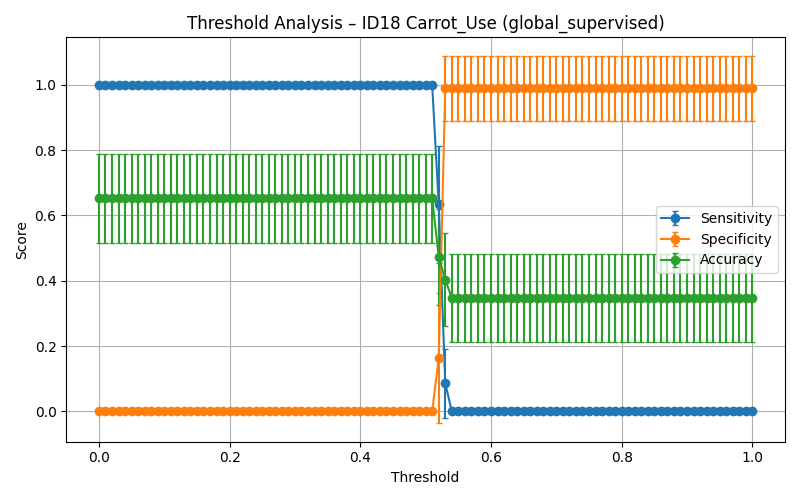 Threshold Analysis – ID18 Carrot_Use (global_supervised)
1.0
0.8
0.6
0.4
0.2
0.0
Score
Sensitivity
Specificity
Accuracy
0.0 0.2 0.4 0.6 0.8 1.0
Threshold